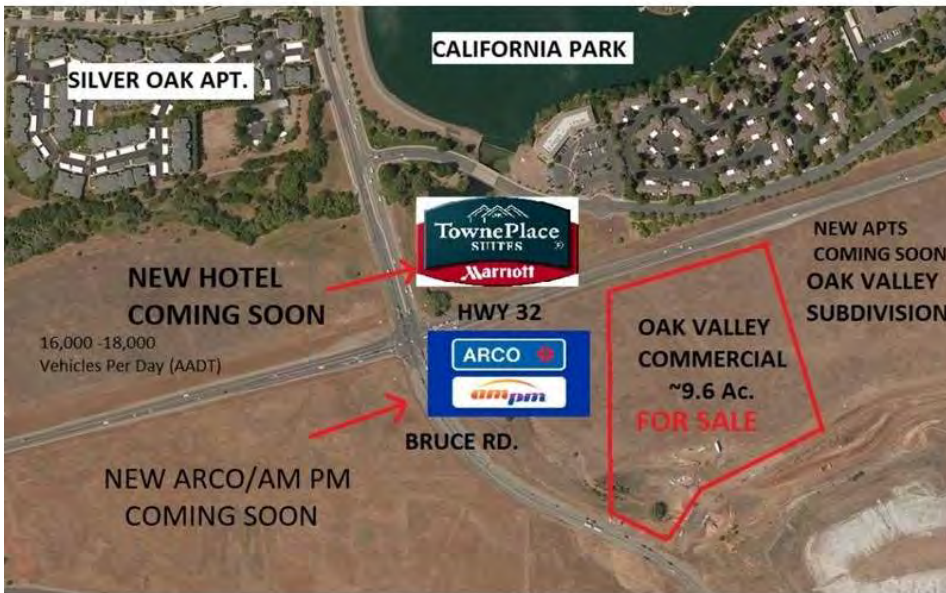 CALIFORNIA PARK
SILVER OAK APT.
TownePlace
SUITES
Marriott
NEW HOTEL
COMING SOON
16,000 -18,000
Vehicles Per Day (AADT)
HWY 32
NEW APTS
COMING SOON
OAK VALLEY
SUBDIVISION
OAK VALLEY
COMMERCIAL
~9.6 Ac.
FOR SALE
ARCO
ampm
BRUCE RD.
NEW ARCO/AM PM
COMING SOON